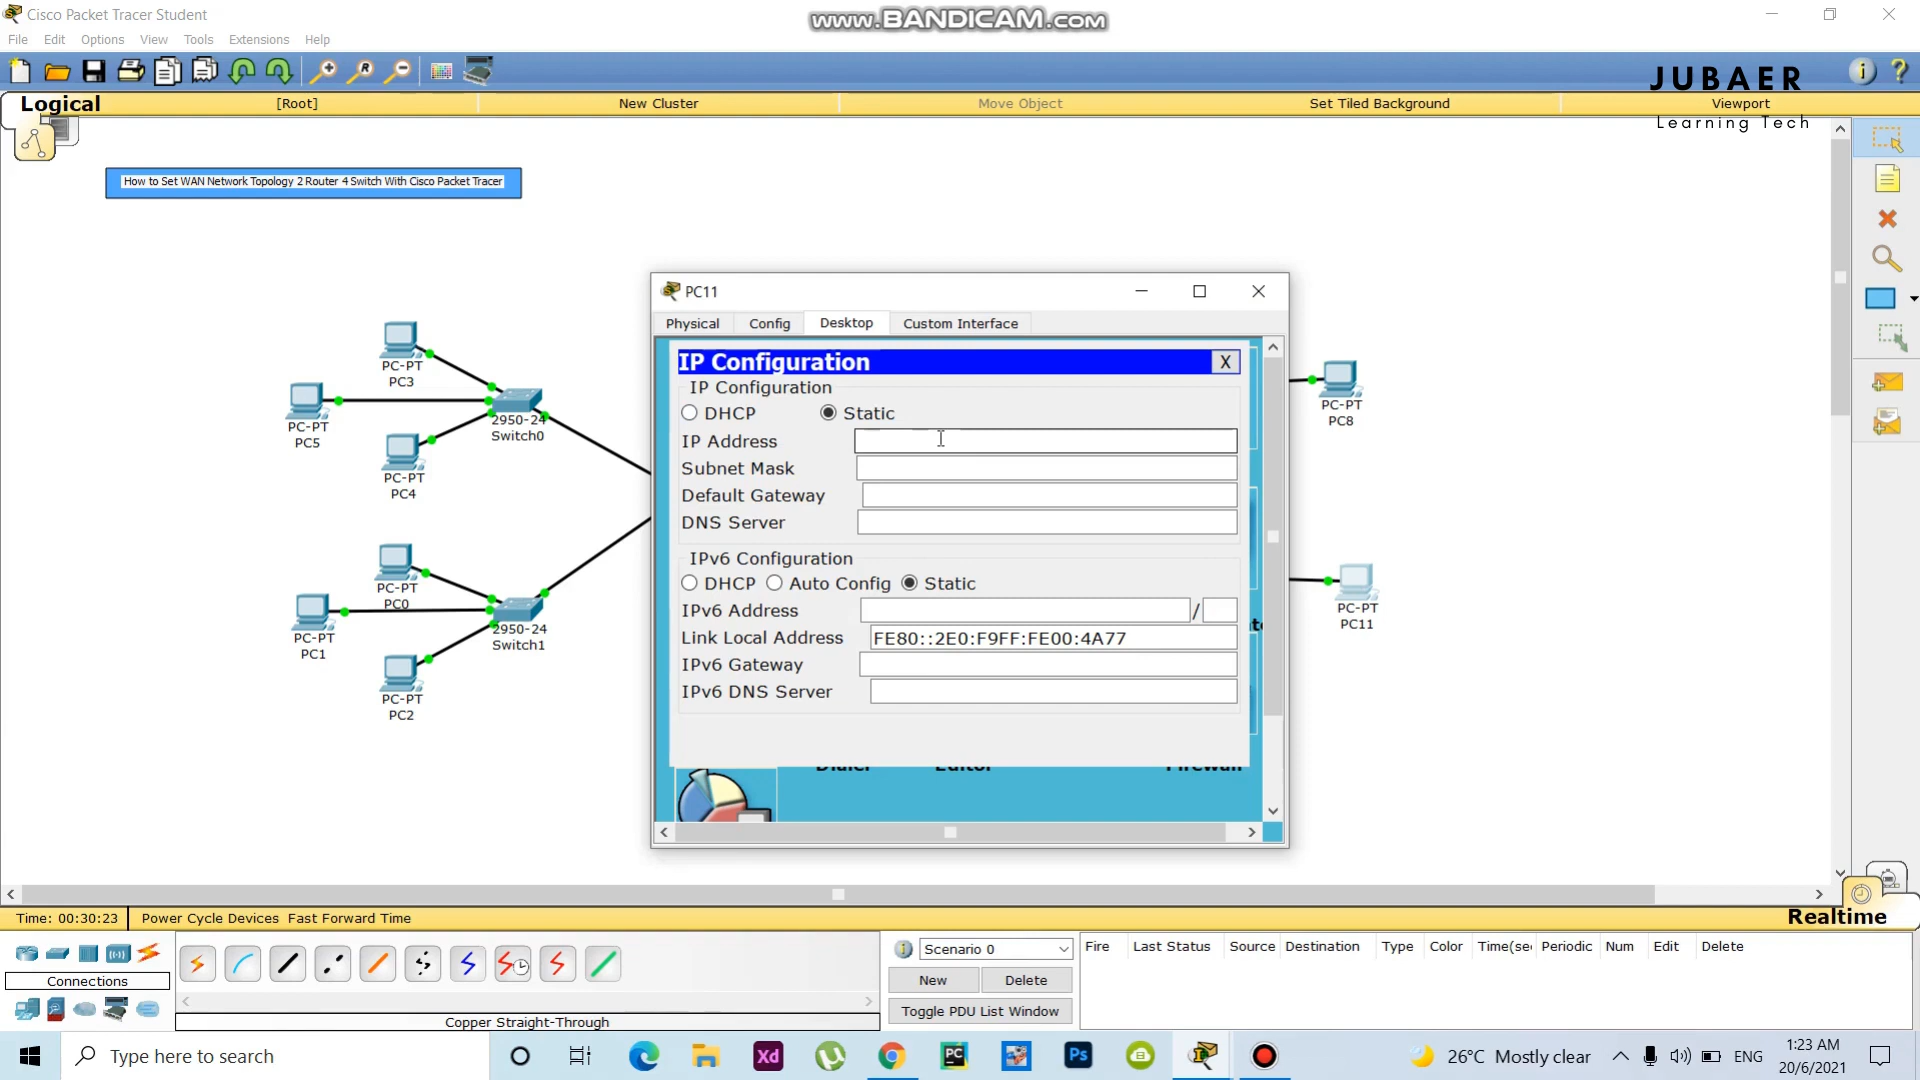 Cisco Packet Tracer Student
www.BANDICAM.com
File Edit Options View Tools Extensions Help
JUBAER
Learning Tech
Logical [Root] New Cluster Move Object Set Tiled Background Viewport
How to Set WAN Network Topology 2 Router 4 Switch With Cisco Packet Tracer
PC-PT
PC3
PC-PT
PC5
PC-PT
PC4
2950-24
Switch0
PC-PT
PC0
PC-PT
PC1
PC-PT
PC2
2950-24
Switch1
PC11
Physical Config Desktop Custom Interface
IP Configuration X
IP Configuration
DHCP Static
IP Address
Subnet Mask
Default Gateway
DNS Server
IPv6 Configuration
DHCP Auto Config Static
IPv6 Address /
Link Local Address FE80::2E0:F9FF:FE00:4A77
IPv6 Gateway
IPv6 DNS Server
Dialer Editor Firewall
PC-PT
PC8
PC-PT
PC11
Time: 00:30:23 Power Cycle Devices Fast Forward Time
Realtime
Connections
Copper Straight-Through
Scenario 0
New Delete
Toggle PDU List Window
Fire Last Status Source Destination Type Color Time(sec Periodic Num Edit Delete
Type here to search
26°C Mostly clear
ENG
1:23 AM
20/6/2021